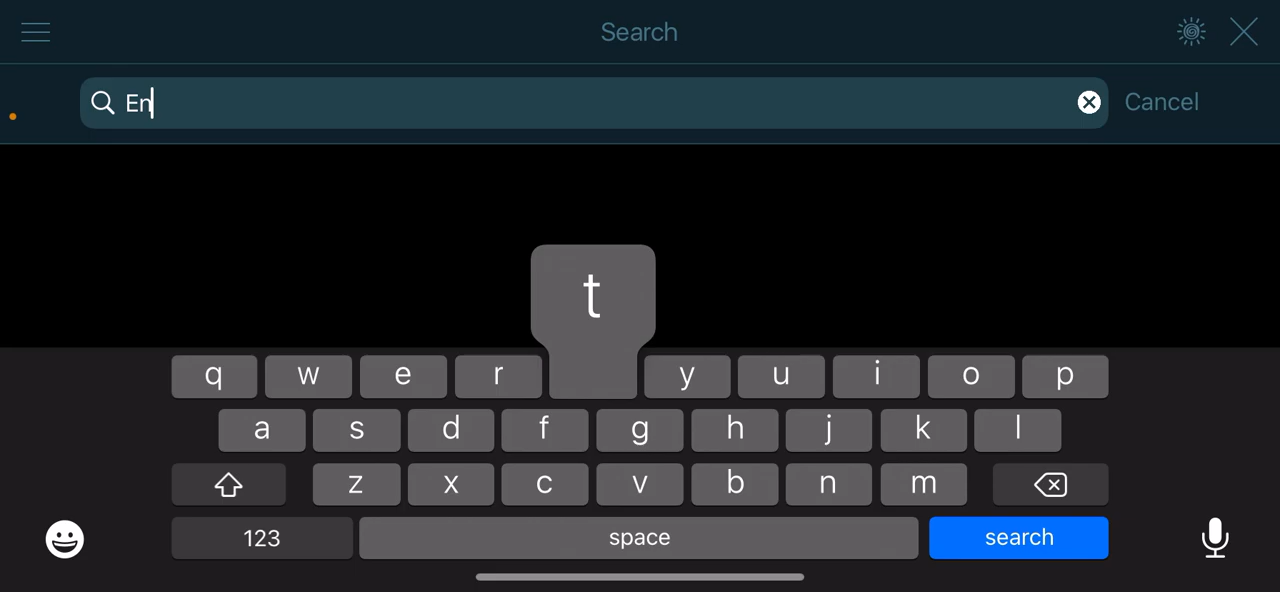 Search
En
Cancel
t
q w e r y u i o p
a s d f g h j k l
z x c v b n m
123 space search